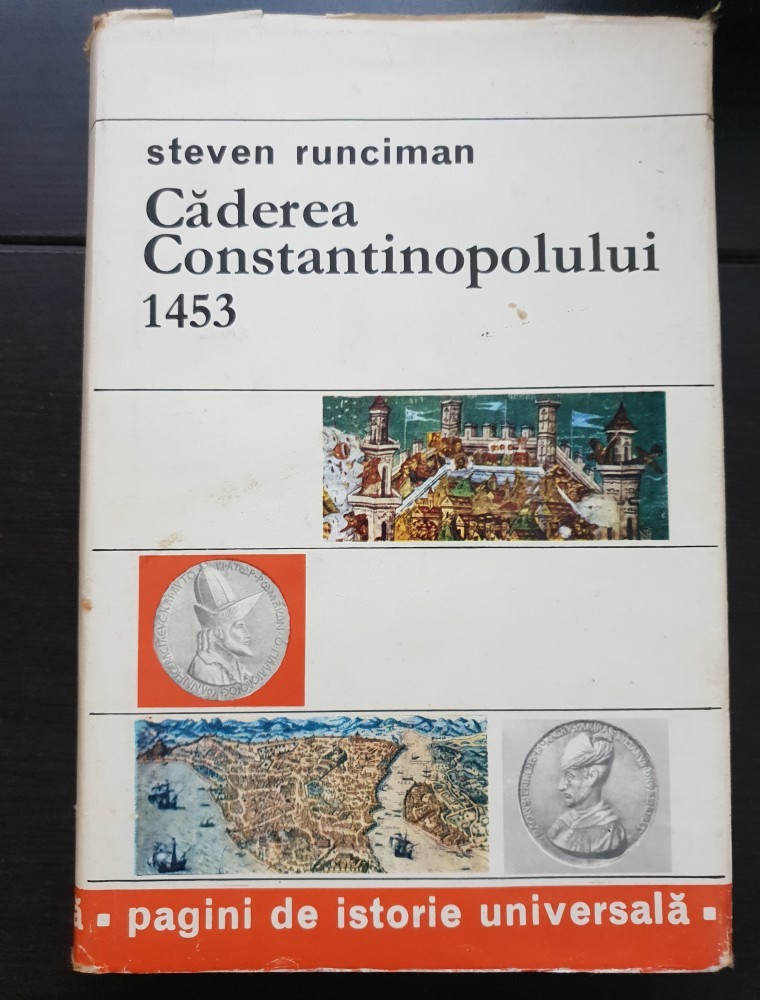 steven runciman
Căderea
Constantinopolului
1453
ă ▪ pagini de istorie universală ▪